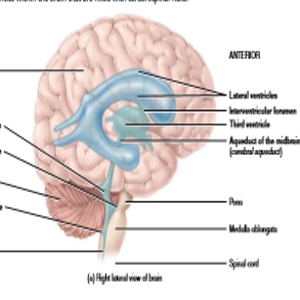 ANTERIOR
Lateral ventricles
Interventricular foramen
Third ventricle
Aqueduct of the midbrain
(cerebral aqueduct)
Pons
Medulla oblongata
Spinal cord
(a) Right lateral view of brain